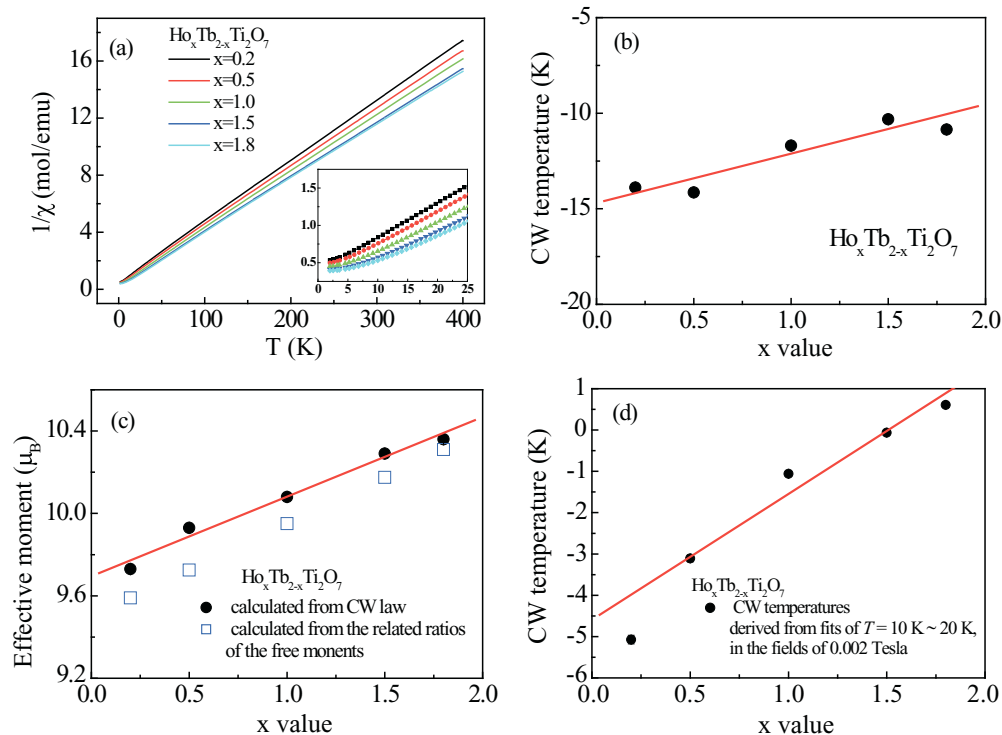 (a)
HoₓTb₂₋ₓTi₂O₇
x=0.2
x=0.5
x=1.0
x=1.5
x=1.8
1/χ (mol/emu)
16
12
8
4
0
1.5
1.0
0.5
0 5 10 15 20 25
0 100 200 300 400
T (K)
(b)
CW temperature (K)
-5
-10
-15
-20
HoₓTb₂₋ₓTi₂O₇
0.0 0.5 1.0 1.5 2.0
x value
(c)
Effective moment (μ_B)
10.4
10.0
9.6
9.2
HoₓTb₂₋ₓTi₂O₇
calculated from CW law
calculated from the related ratios
of the free monents
0.0 0.5 1.0 1.5 2.0
x value
(d)
CW temperature (K)
1
0
-1
-2
-3
-4
-5
-6
HoₓTb₂₋ₓTi₂O₇
CW temperatures
derived from fits of T = 10 K ~ 20 K,
in the fields of 0.002 Tesla
0.0 0.5 1.0 1.5 2.0
x value